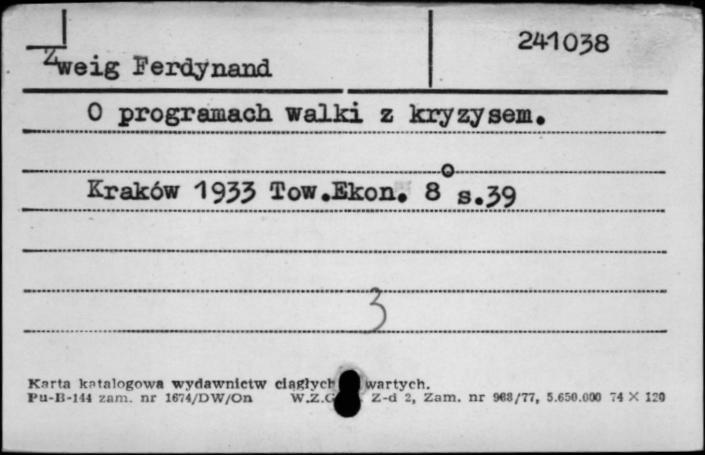 241038
Zweig Ferdynand
O programach walki z kryzysem.
Kraków 1933 Tow.Ekon. 8° s.39
3
Karta katalogowa wydawnictw ciągłych wartych.
Pu-B-144 zam. nr 1674/DW/On W.Z.G Z-d 2, Zam. nr 968/77, 5.650.000 74 X 120